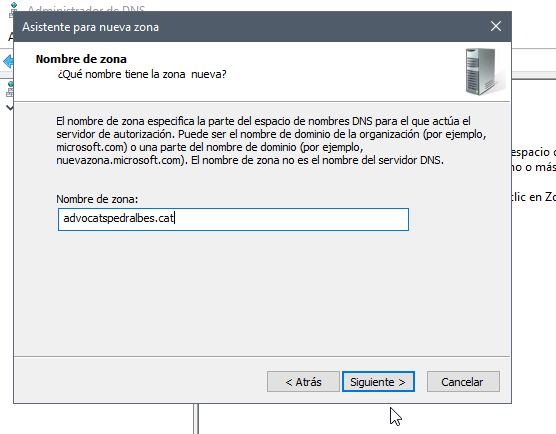 Administrador de DNS
Asistente para nueva zona
Nombre de zona
¿Qué nombre tiene la zona nueva?
El nombre de zona especifica la parte del espacio de nombres DNS para el que actúa el
servidor de autorización. Puede ser el nombre de dominio de la organización (por ejemplo,
microsoft.com) o una parte del nombre de dominio (por ejemplo,
nuevazona.microsoft.com). El nombre de zona no es el nombre del servidor DNS.
espacio
no o más
clic en
Nombre de zona:
advocatspedralbes.cat
< Atrás
Siguiente >
Cancelar